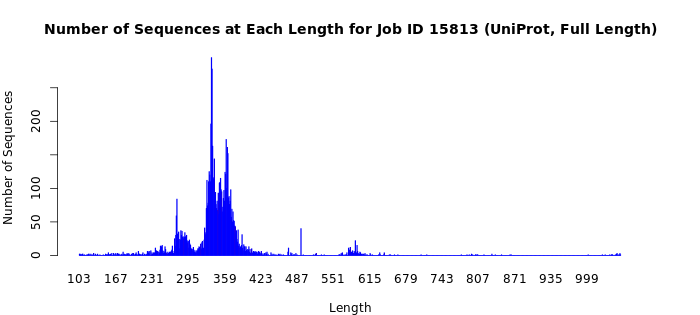 Number of Sequences at Each Length for Job ID 15813 (UniProt, Full Length)
Number of Sequences
200
100
50
0
103 167 231 295 359 423 487 551 615 679 743 807 871 935 999
Length